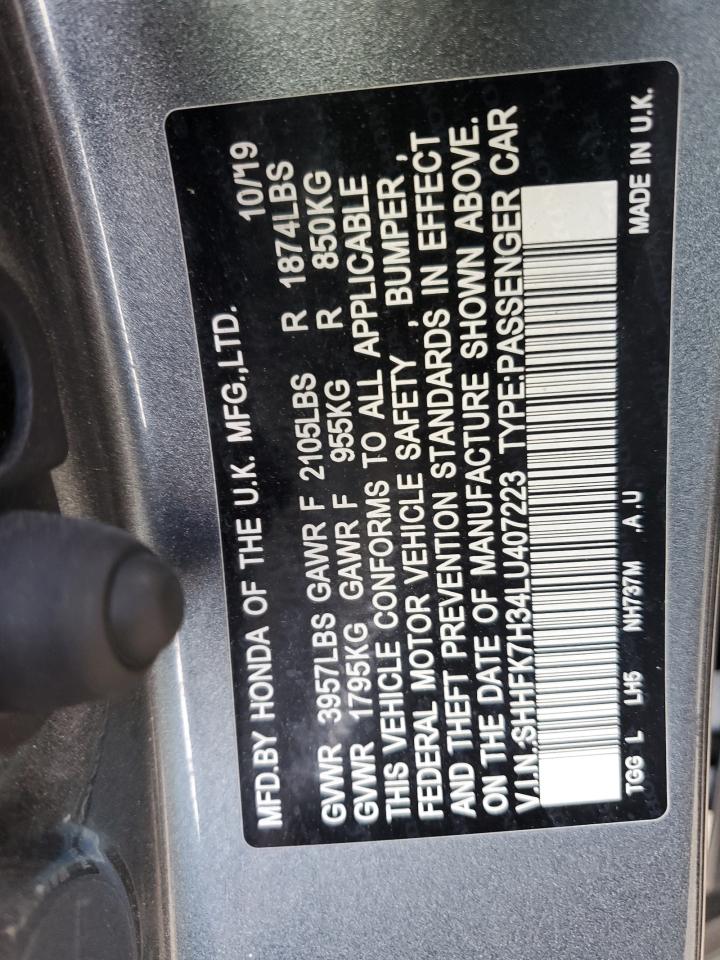 MFD.BY HONDA OF THE U.K. MFG.,LTD. 10/19
GVWR 3957LBS GAWR F 2105LBS R 1874LBS
GVWR 1795KG GAWR F 955KG R 850KG
THIS VEHICLE CONFORMS TO ALL APPLICABLE
FEDERAL MOTOR VEHICLE SAFETY , BUMPER ,
AND THEFT PREVENTION STANDARDS IN EFFECT
ON THE DATE OF MANUFACTURE SHOWN ABOVE.
V.I.N.:SHHFK7H34LU407223 TYPE:PASSENGER CAR
TGG L LH5 NH737M .A.U MADE IN U.K.